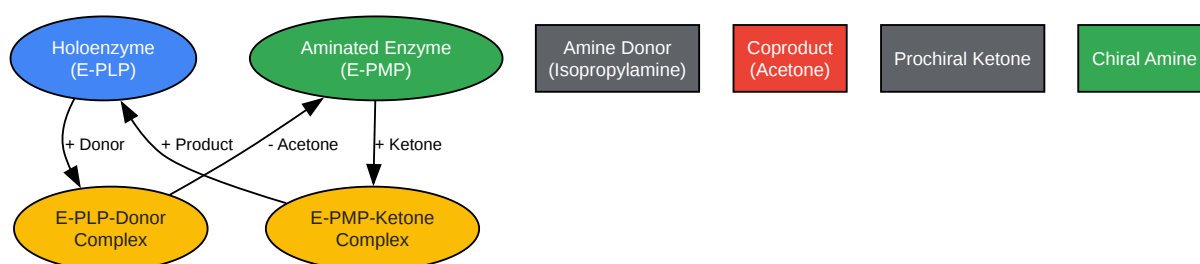 Holoenzyme
(E-PLP)
Aminated Enzyme
(E-PMP)
Amine Donor
(Isopropylamine)
Coproduct
(Acetone)
Prochiral Ketone
Chiral Amine
+ Donor
+ Product
- Acetone
+ Ketone
E-PLP-Donor
Complex
E-PMP-Ketone
Complex